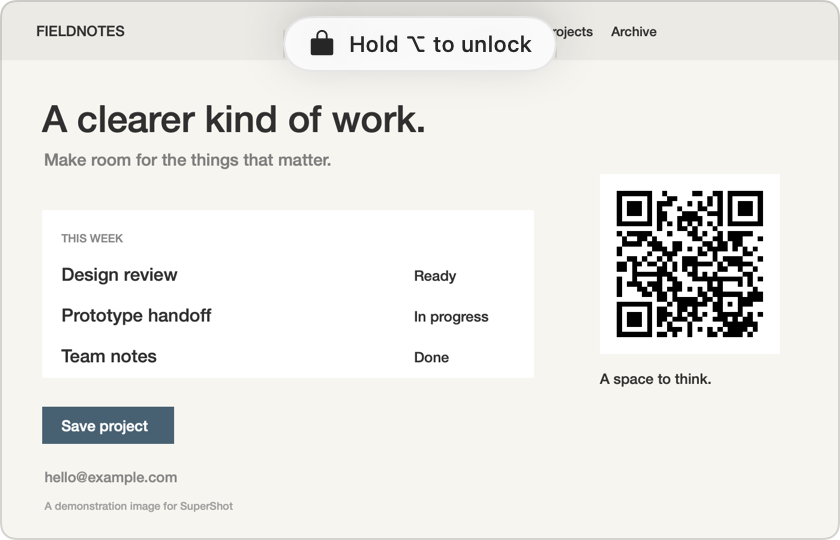 FIELDNOTES
Hold ⌥ to unlock
Archive
A clearer kind of work.
Make room for the things that matter.
THIS WEEK
Design review Ready
Prototype handoff In progress
Team notes Done
A space to think.
Save project
hello@example.com
A demonstration image for SuperShot